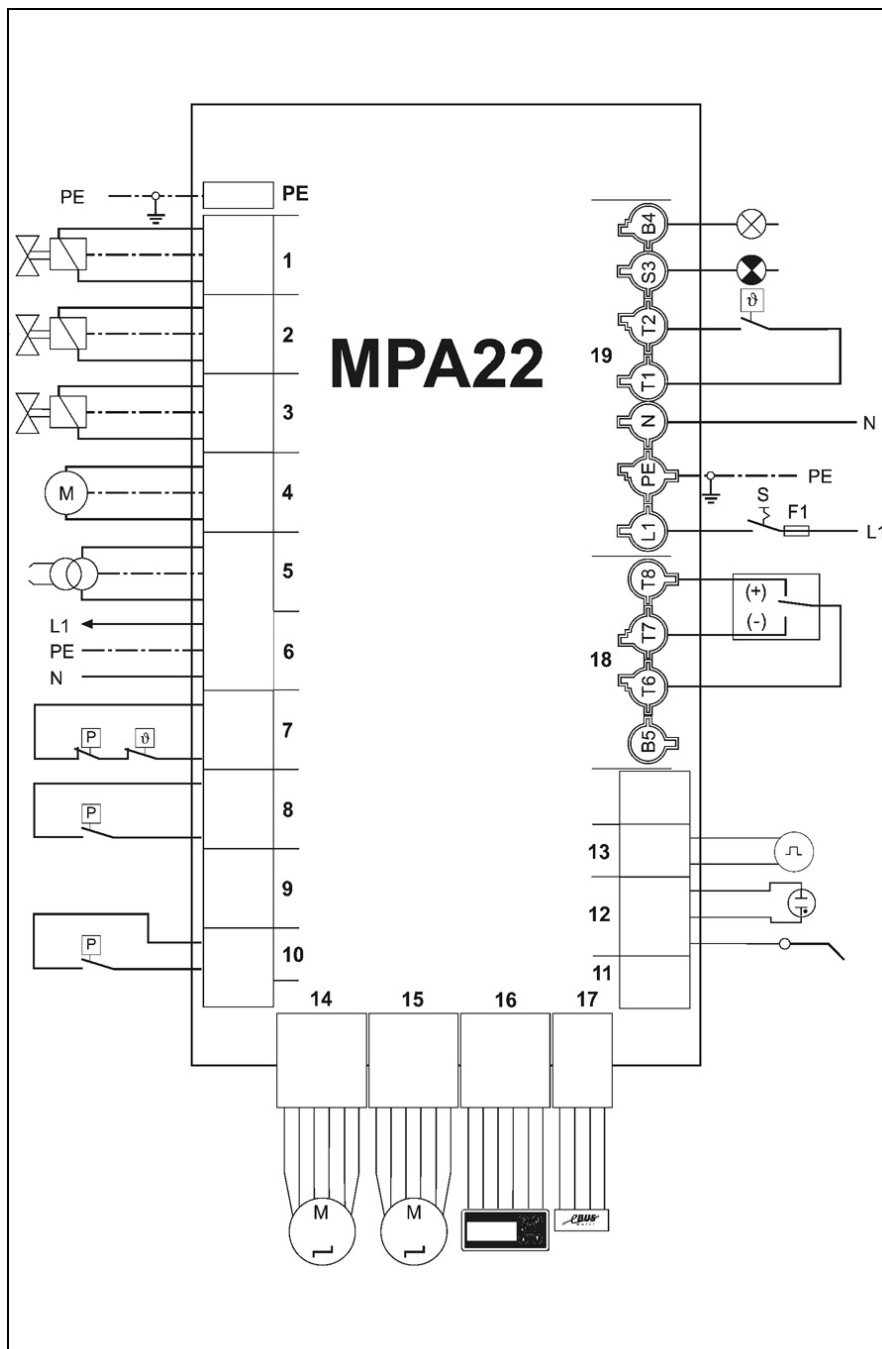 MPA22
PE
PE
1
2
3
M
4
5
L1
PE
N
6
P
ϑ
7
P
8
9
P
10
B4
S3
ϑ
T2
19
T1
N
N
PE
PE
S
F1
L1
L1
T8
(+)
(-)
T7
18
T6
B5
13
12
11
14
15
16
17
M
M
eBUS